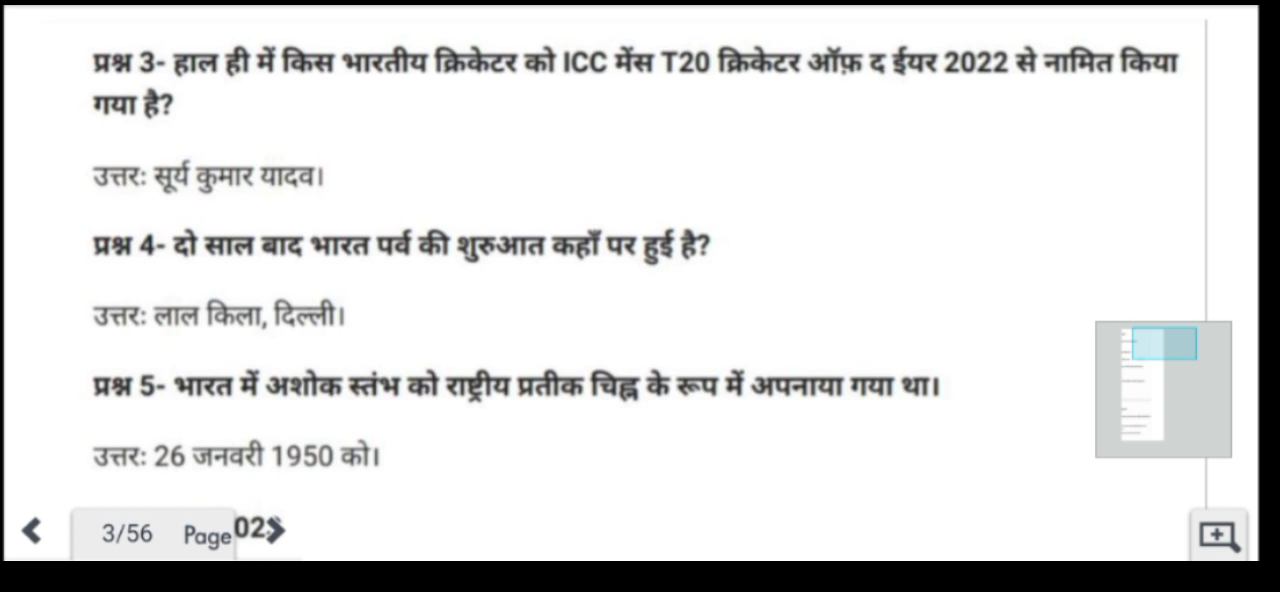 प्रश्न 3- हाल ही में किस भारतीय क्रिकेटर को ICC मेंस T20 क्रिकेटर ऑफ़ द ईयर 2022 से नामित किया
गया है?
उत्तर: सूर्य कुमार यादव।
प्रश्न 4- दो साल बाद भारत पर्व की शुरुआत कहाँ पर हुई है?
उत्तर: लाल किला, दिल्ली।
प्रश्न 5- भारत में अशोक स्तंभ को राष्ट्रीय प्रतीक चिह्न के रूप में अपनाया गया था।
उत्तर: 26 जनवरी 1950 को।
3/56 Page